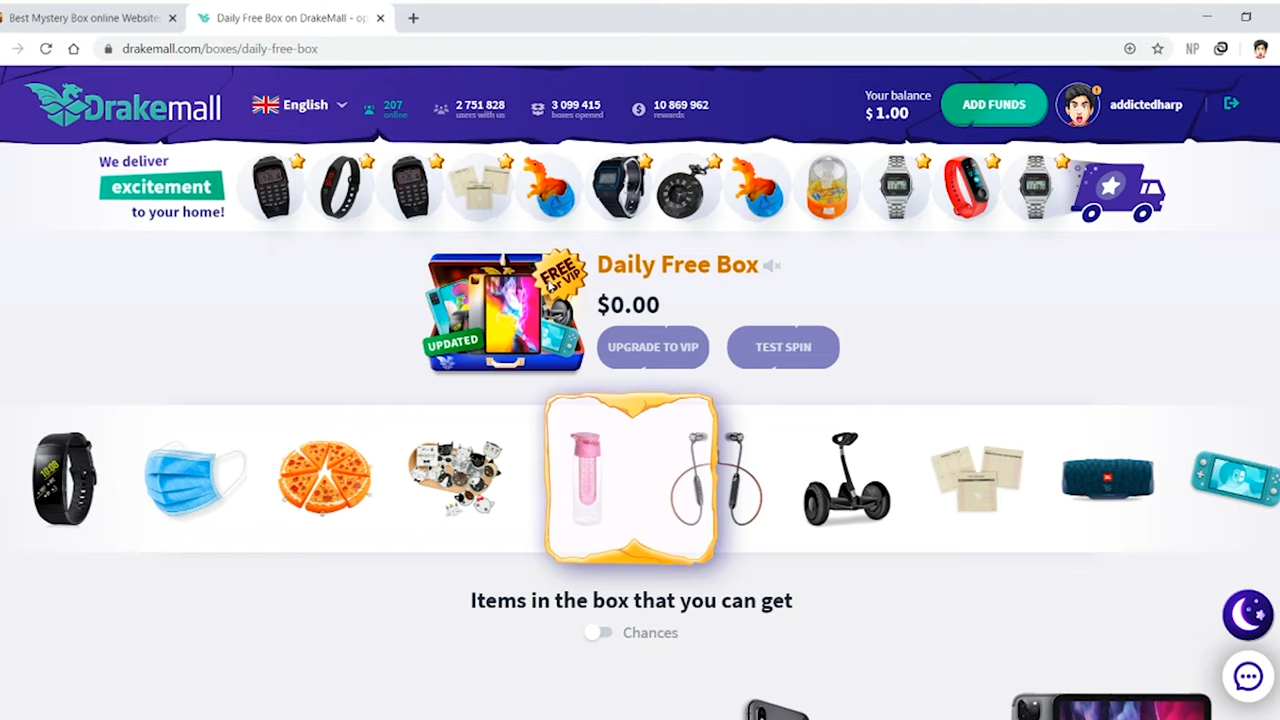 Best Mystery Box online Website
Daily Free Box on DrakeMall - op
drakemall.com/boxes/daily-free-box
NP
Drakemall
English
207
online
2 751 828
users with us
3 099 415
boxes opened
10 869 962
rewards
Your balance
$ 1.00
ADD FUNDS
addictedharp
We deliver
excitement
to your home!
FREE
for VIP
UPDATED
Daily Free Box
$0.00
UPGRADE TO VIP
TEST SPIN
10:08
Items in the box that you can get
Chances